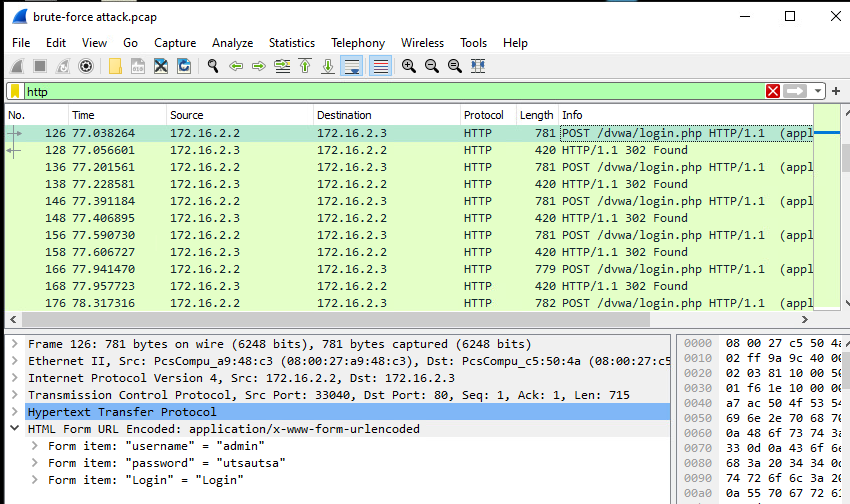 brute-force attack.pcap
File Edit View Go Capture Analyze Statistics Telephony Wireless Tools Help
http
No. Time Source Destination Protocol Length Info
126 77.038264 172.16.2.2 172.16.2.3 HTTP 781 POST /dvwa/login.php HTTP/1.1 (appl
128 77.056601 172.16.2.3 172.16.2.2 HTTP 420 HTTP/1.1 302 Found
136 77.201561 172.16.2.2 172.16.2.3 HTTP 781 POST /dvwa/login.php HTTP/1.1 (appl
138 77.228581 172.16.2.3 172.16.2.2 HTTP 420 HTTP/1.1 302 Found
146 77.391184 172.16.2.2 172.16.2.3 HTTP 781 POST /dvwa/login.php HTTP/1.1 (appl
148 77.406895 172.16.2.3 172.16.2.2 HTTP 420 HTTP/1.1 302 Found
156 77.590730 172.16.2.2 172.16.2.3 HTTP 781 POST /dvwa/login.php HTTP/1.1 (appl
158 77.606727 172.16.2.3 172.16.2.2 HTTP 420 HTTP/1.1 302 Found
166 77.941470 172.16.2.2 172.16.2.3 HTTP 779 POST /dvwa/login.php HTTP/1.1 (appl
168 77.957723 172.16.2.3 172.16.2.2 HTTP 420 HTTP/1.1 302 Found
176 78.317316 172.16.2.2 172.16.2.3 HTTP 782 POST /dvwa/login.php HTTP/1.1 (appl
Frame 126: 781 bytes on wire (6248 bits), 781 bytes captured (6248 bits)
Ethernet II, Src: PcsCompu_a9:48:c3 (08:00:27:a9:48:c3), Dst: PcsCompu_c5:50:4a (08:00:27:c5
Internet Protocol Version 4, Src: 172.16.2.2, Dst: 172.16.2.3
Transmission Control Protocol, Src Port: 33040, Dst Port: 80, Seq: 1, Ack: 1, Len: 715
Hypertext Transfer Protocol
HTML Form URL Encoded: application/x-www-form-urlencoded
Form item: "username" = "admin"
Form item: "password" = "utsautsa"
Form item: "Login" = "Login"
0000 08 00 27 c5 50 4a
0010 02 ff 9a 9c 40 00
0020 02 03 81 10 00 50
0030 01 f6 1e 10 00 00
0040 a7 ac 50 4f 53 54
0050 69 6e 2e 70 68 70
0060 0a 48 6f 73 74 3a
0070 33 0d 0a 43 6f 6e
0080 68 3a 20 34 34 0d
0090 74 72 6f 6c 3a 20
00a0 0a 55 70 67 72 61